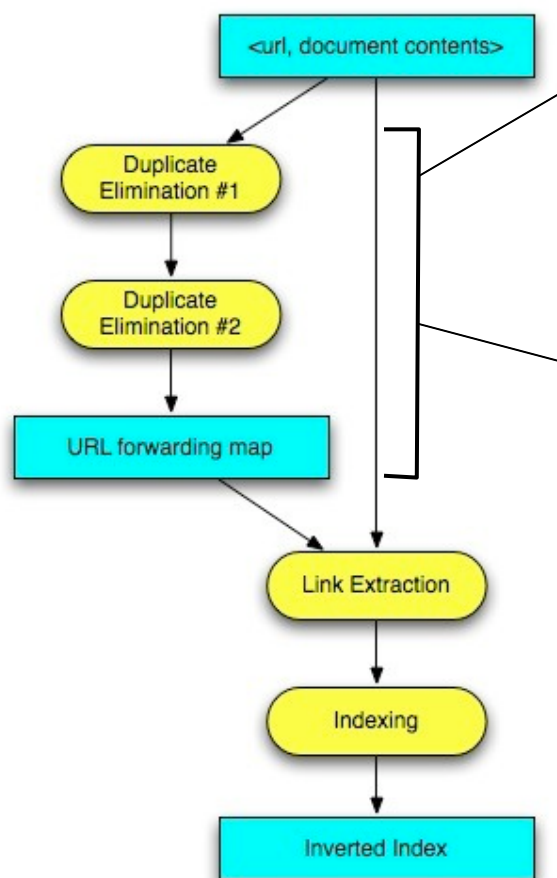 <url, document contents>
Duplicate
Elimination #1
Duplicate
Elimination #2
URL forwarding map
Link Extraction
Indexing
Inverted Index